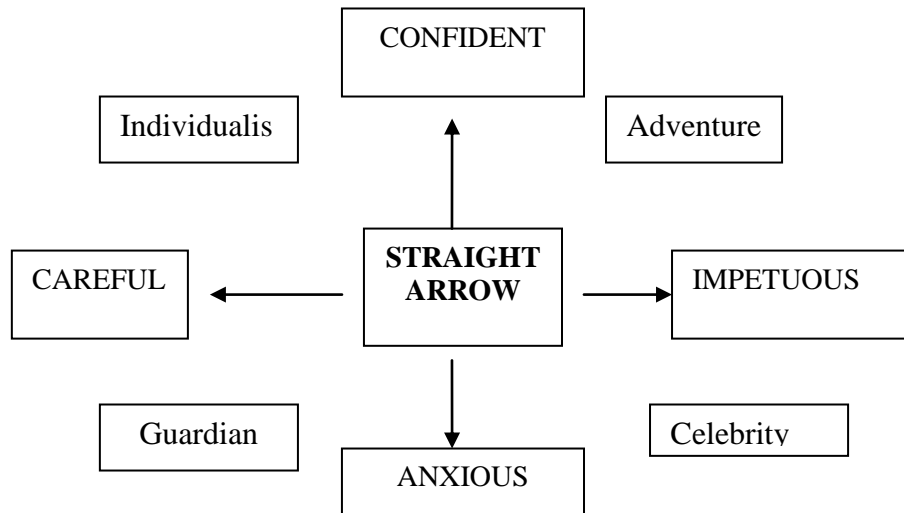 CONFIDENT
Individualis
Adventure
CAREFUL
STRAIGHT
ARROW
IMPETUOUS
Guardian
Celebrity
ANXIOUS